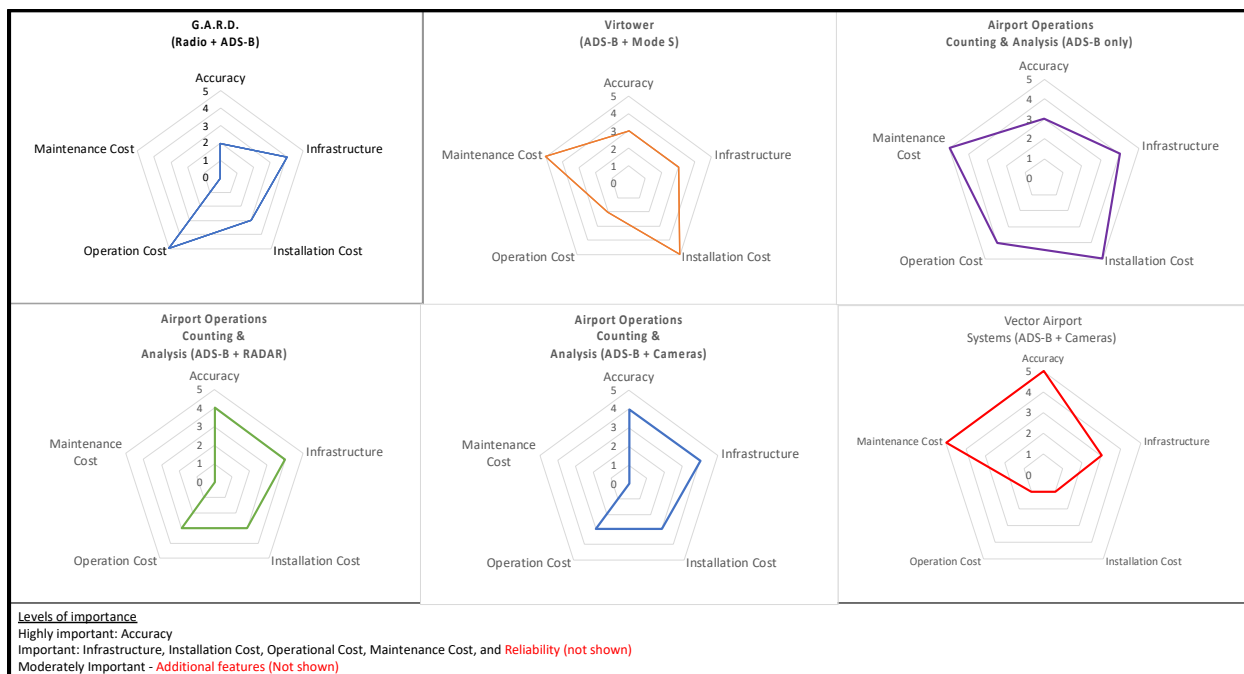 G.A.R.D.
(Radio + ADS-B)
Accuracy
5
4
3
2
1
0
Infrastructure
Installation Cost
Operation Cost
Maintenance Cost
Virtower
(ADS-B + Mode S)
Accuracy
5
4
3
2
1
0
Infrastructure
Installation Cost
Operation Cost
Maintenance Cost
Airport Operations
Counting & Analysis (ADS-B only)
Accuracy
5
4
3
2
1
0
Infrastructure
Installation Cost
Operation Cost
Maintenance
Cost
Airport Operations
Counting &
Analysis (ADS-B + RADAR)
Accuracy
5
4
3
2
1
0
Infrastructure
Installation Cost
Operation Cost
Maintenance
Cost
Airport Operations
Counting &
Analysis (ADS-B + Cameras)
Accuracy
5
4
3
2
1
0
Infrastructure
Installation Cost
Operation Cost
Maintenance
Cost
Vector Airport
Systems (ADS-B + Cameras)
Accuracy
5
4
3
2
1
0
Infrastructure
Installation Cost
Operation Cost
Maintenance Cost
Levels of importance
Highly important: Accuracy
Important: Infrastructure, Installation Cost, Operational Cost, Maintenance Cost, and Reliability (not shown)
Moderately Important - Additional features (Not shown)